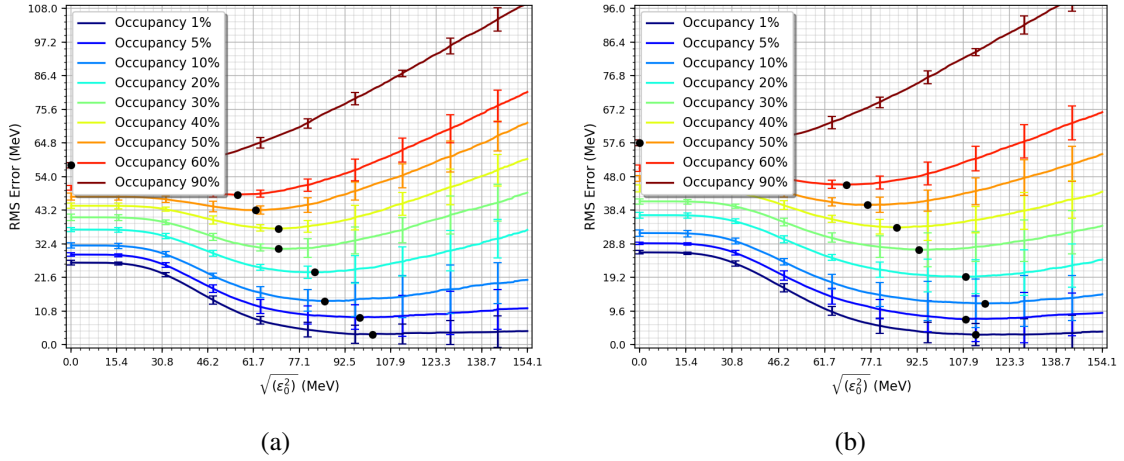 108.0
97.2
86.4
75.6
64.8
54.0
43.2
32.4
21.6
10.8
0.0
RMS Error (MeV)
Occupancy 1%
Occupancy 5%
Occupancy 10%
Occupancy 20%
Occupancy 30%
Occupancy 40%
Occupancy 50%
Occupancy 60%
Occupancy 90%
0.0 15.4 30.8 46.2 61.7 77.1 92.5 107.9 123.3 138.7 154.1
√(ε₀²) (MeV)
(a)
96.0
86.4
76.8
67.2
57.6
48.0
38.4
28.8
19.2
9.6
0.0
RMS Error (MeV)
Occupancy 1%
Occupancy 5%
Occupancy 10%
Occupancy 20%
Occupancy 30%
Occupancy 40%
Occupancy 50%
Occupancy 60%
Occupancy 90%
0.0 15.4 30.8 46.2 61.7 77.1 92.5 107.9 123.3 138.7 154.1
√(ε₀²) (MeV)
(b)